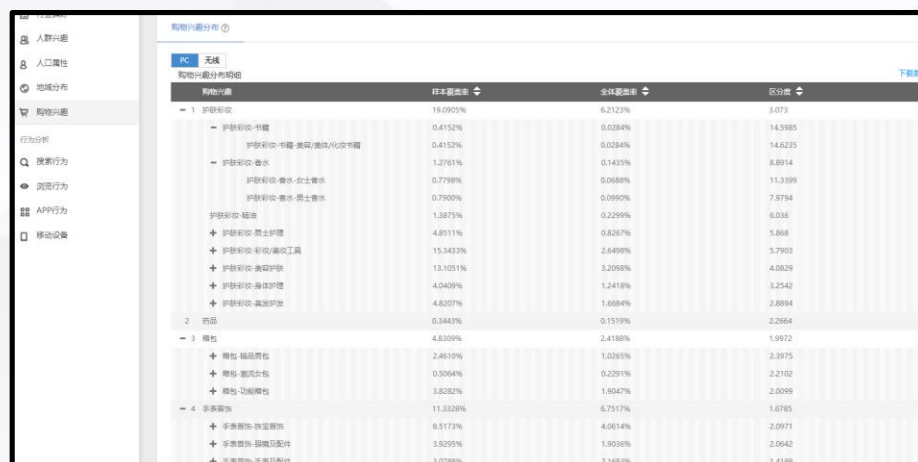 人群兴趣
人口属性
地域分布
购物兴趣
行为分析
搜索行为
浏览行为
APP行为
移动设备
购物兴趣分布
PC 无线
购物兴趣分布明细
购物兴趣 样本覆盖率 全体覆盖率 区分度
1 护肤彩妆 19.0905% 6.2123% 3.073
护肤彩妆-书籍 0.4152% 0.0284% 14.5985
护肤彩妆-书籍-美容/美体/化妆书籍 0.4152% 0.0284% 14.6235
护肤彩妆-香水 1.2761% 0.1435% 8.8914
护肤彩妆-香水-女士香水 0.7798% 0.0688% 11.3399
护肤彩妆-香水-男士香水 0.7900% 0.0990% 7.9794
护肤彩妆-精油 1.3875% 0.2299% 6.036
护肤彩妆-男士护理 4.8511% 0.8267% 5.868
护肤彩妆-彩妆/美妆工具 15.3433% 2.6498% 5.7903
护肤彩妆-美容护肤 13.1051% 3.2098% 4.0829
护肤彩妆-身体护理 4.0409% 1.2418% 3.2542
护肤彩妆-美发护发 4.8207% 1.6684% 2.8894
2 药品 0.3443% 0.1519% 2.2664
3 箱包 4.8309% 2.4188% 1.9972
箱包-精品男包 2.4610% 1.0265% 2.3975
箱包-潮流女包 0.5064% 0.2291% 2.2102
箱包-功能箱包 3.8282% 1.9047% 2.0099
4 手表首饰 11.3328% 6.7517% 1.6785
手表首饰-珠宝首饰 8.5173% 4.0614% 2.0971
手表首饰-眼镜及配件 3.9295% 1.9036% 2.0642
手表首饰-手表及配件